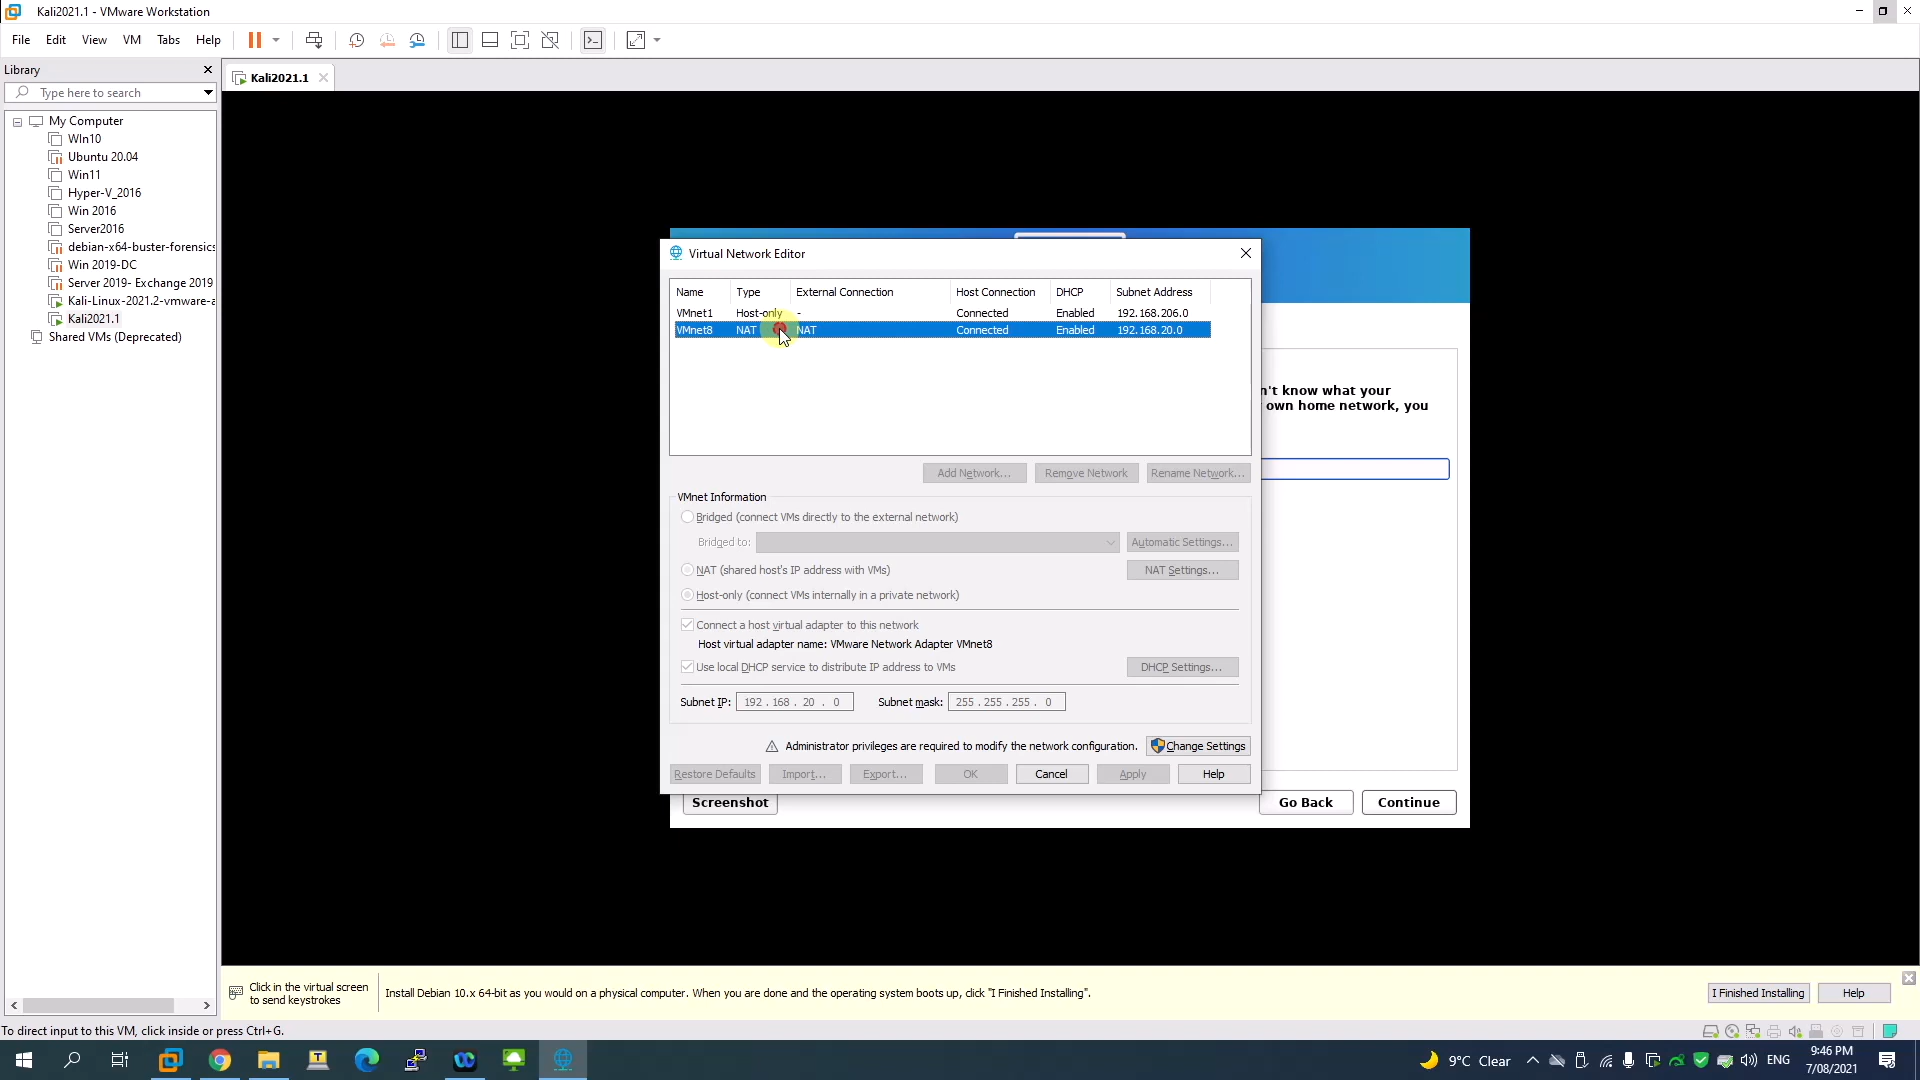 Kali2021.1 - VMware Workstation
File Edit View VM Tabs Help
Library
Type here to search
My Computer
WIn10
Ubuntu 20.04
Win11
Hyper-V_2016
Win 2016
Server2016
debian-x64-buster-forensics
Win 2019-DC
Server 2019- Exchange 2019
Kali-Linux-2021.2-vmware-a
Kali2021.1
Shared VMs (Deprecated)
Kali2021.1
Virtual Network Editor
Name Type External Connection Host Connection DHCP Subnet Address
VMnet1 Host-only - Connected Enabled 192.168.206.0
VMnet8 NAT NAT Connected Enabled 192.168.20.0
Add Network... Remove Network Rename Network...
VMnet Information
Bridged (connect VMs directly to the external network)
Bridged to: Automatic Settings...
NAT (shared host's IP address with VMs) NAT Settings...
Host-only (connect VMs internally in a private network)
Connect a host virtual adapter to this network
Host virtual adapter name: VMware Network Adapter VMnet8
Use local DHCP service to distribute IP address to VMs DHCP Settings...
Subnet IP: 192 . 168 . 20 . 0 Subnet mask: 255 . 255 . 255 . 0
Administrator privileges are required to modify the network configuration. Change Settings
Restore Defaults Import... Export... OK Cancel Apply Help
n't know what your
own home network, you
Screenshot Go Back Continue
Click in the virtual screen
to send keystrokes
Install Debian 10.x 64-bit as you would on a physical computer. When you are done and the operating system boots up, click "I Finished Installing".
I Finished Installing Help
To direct input to this VM, click inside or press Ctrl+G.
9°C Clear
ENG
9:46 PM
7/08/2021